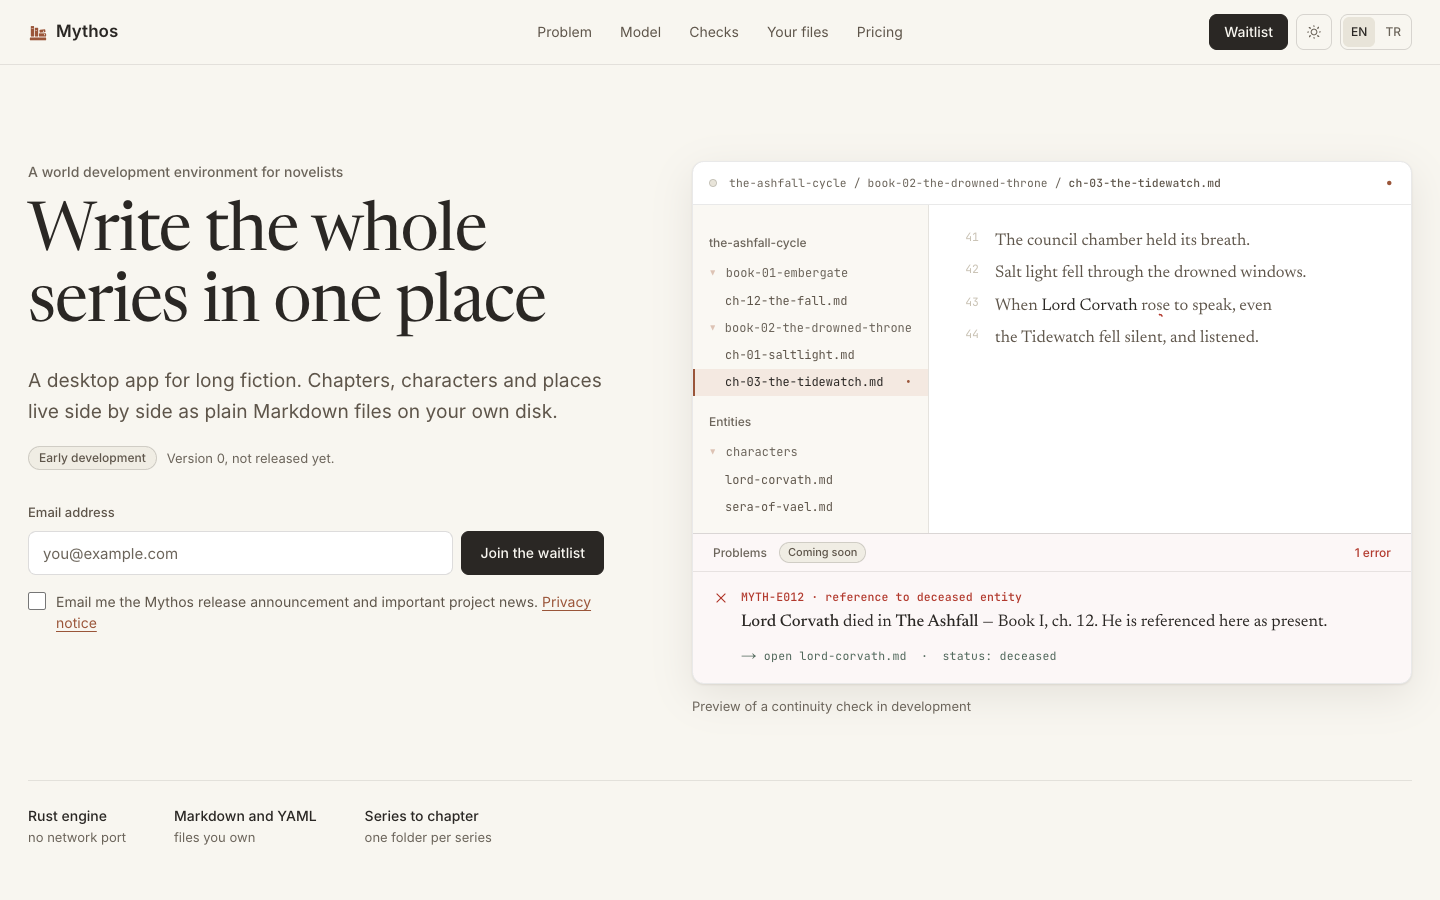 Mythos
Problem
Model
Checks
Your files
Pricing
Waitlist
EN
TR
A world development environment for novelists
Write the whole
series in one place
A desktop app for long fiction. Chapters, characters and places
live side by side as plain Markdown files on your own disk.
Early development
Version 0, not released yet.
Email address
you@example.com
Join the waitlist
Email me the Mythos release announcement and important project news. Privacy
notice
the-ashfall-cycle / book-02-the-drowned-throne / ch-03-the-tidewatch.md
the-ashfall-cycle
book-01-embergate
ch-12-the-fall.md
book-02-the-drowned-throne
ch-01-saltlight.md
ch-03-the-tidewatch.md
Entities
characters
lord-corvath.md
sera-of-vael.md
41 The council chamber held its breath.
42 Salt light fell through the drowned windows.
43 When Lord Corvath rose to speak, even
44 the Tidewatch fell silent, and listened.
Problems
Coming soon
1 error
MYTH-E012 · reference to deceased entity
Lord Corvath died in The Ashfall — Book I, ch. 12. He is referenced here as present.
→ open lord-corvath.md · status: deceased
Preview of a continuity check in development
Rust engine
no network port
Markdown and YAML
files you own
Series to chapter
one folder per series